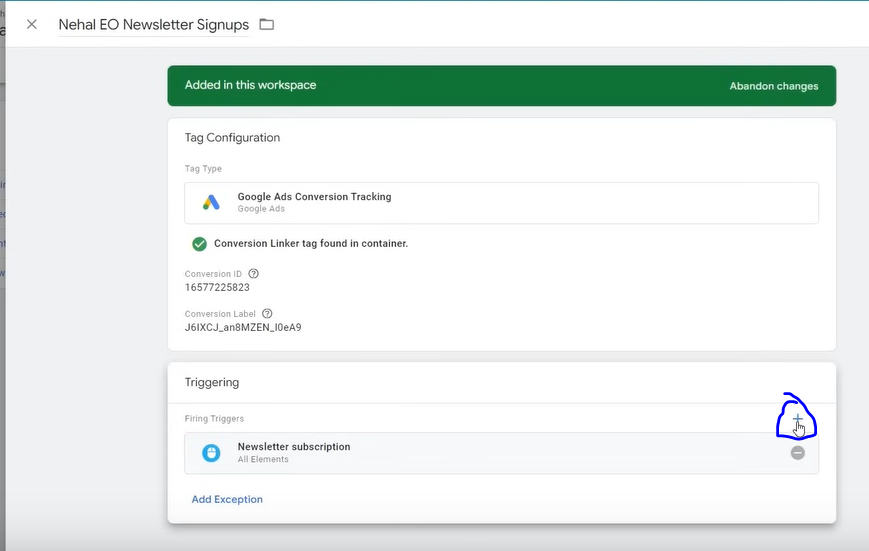 Nehal EO Newsletter Signups
Added in this workspace
Abandon changes
Tag Configuration
Tag Type
Google Ads Conversion Tracking
Google Ads
Conversion Linker tag found in container.
Conversion ID
16577225823
Conversion Label
J6IXCJ_an8MZEN_I0eA9
Triggering
Firing Triggers
Newsletter subscription
All Elements
Add Exception